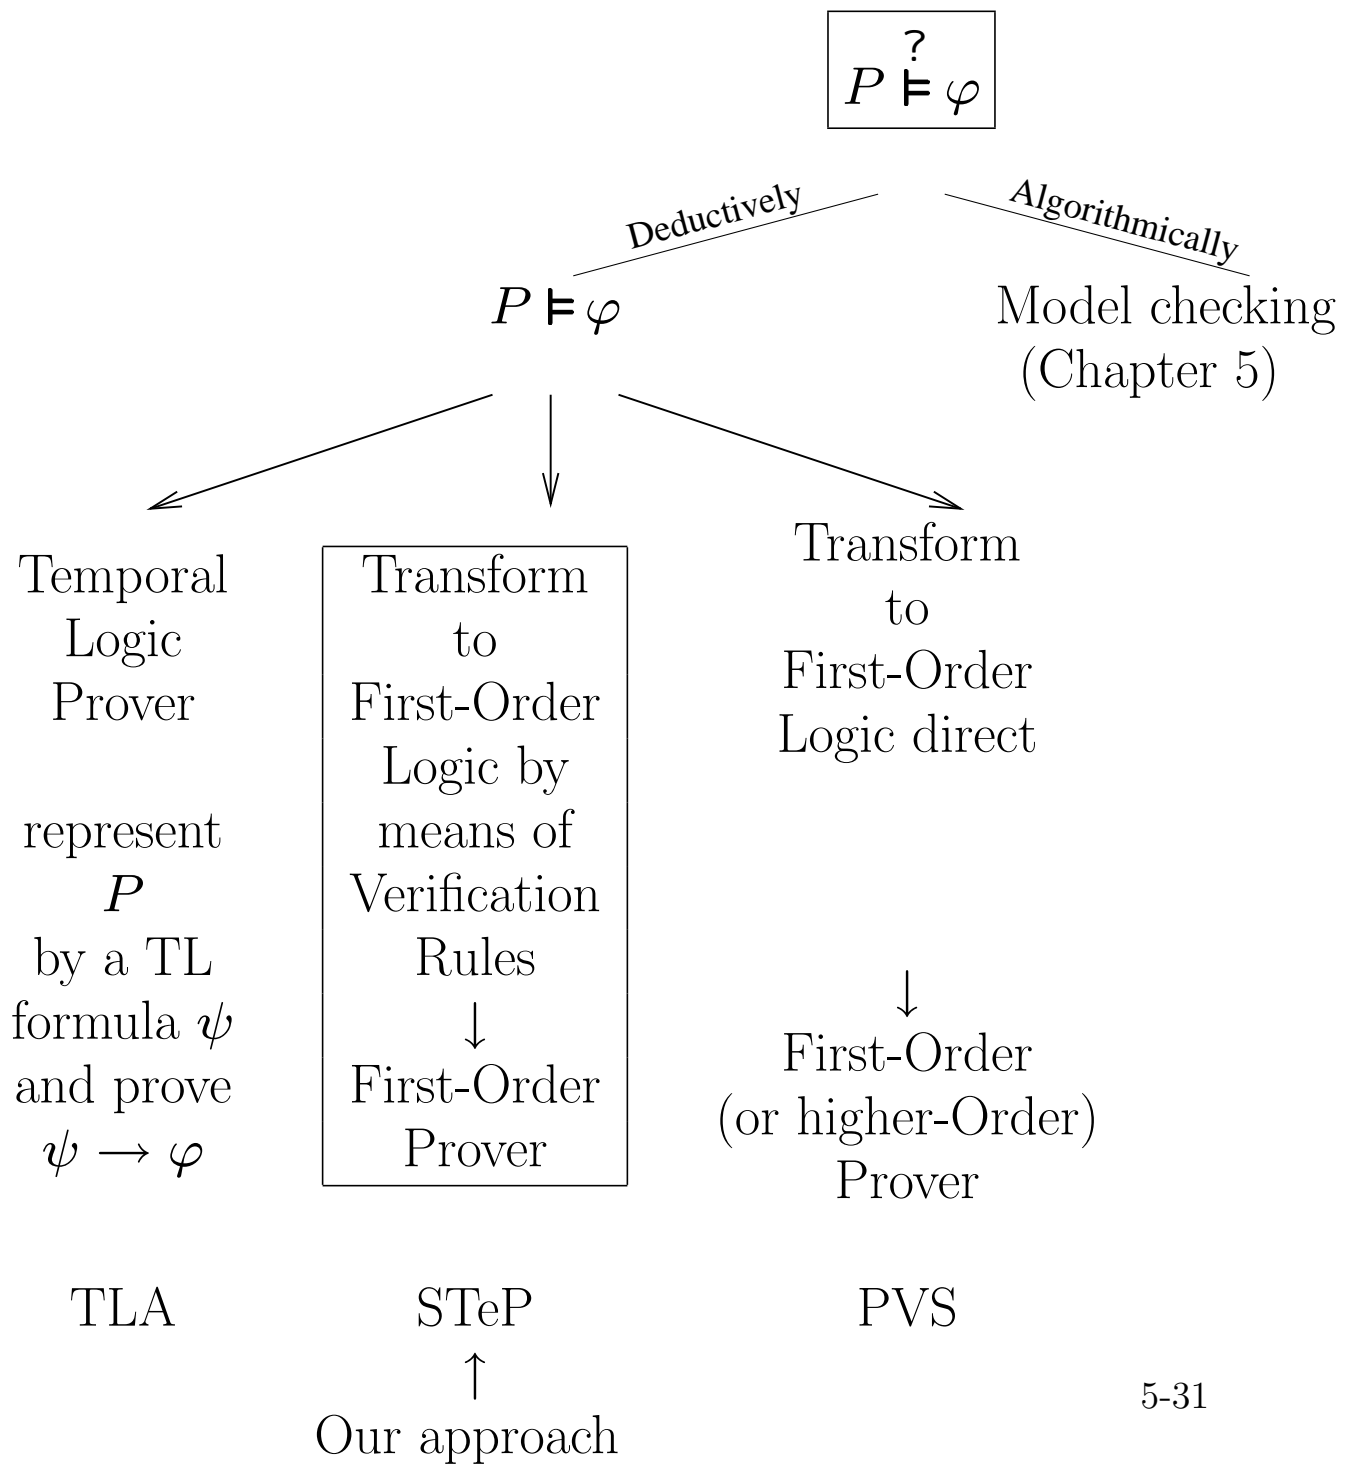 ?
P ⊨ φ
Deductively
Algorithmically
P ⊨ φ
Model checking
(Chapter 5)
Temporal
Logic
Prover
represent
P
by a TL
formula ψ
and prove
ψ → φ
TLA
Transform
to
First-Order
Logic by
means of
Verification
Rules
↓
First-Order
Prover
STeP
↑
Our approach
Transform
to
First-Order
Logic direct
↓
First-Order
(or higher-Order)
Prover
PVS
5-31